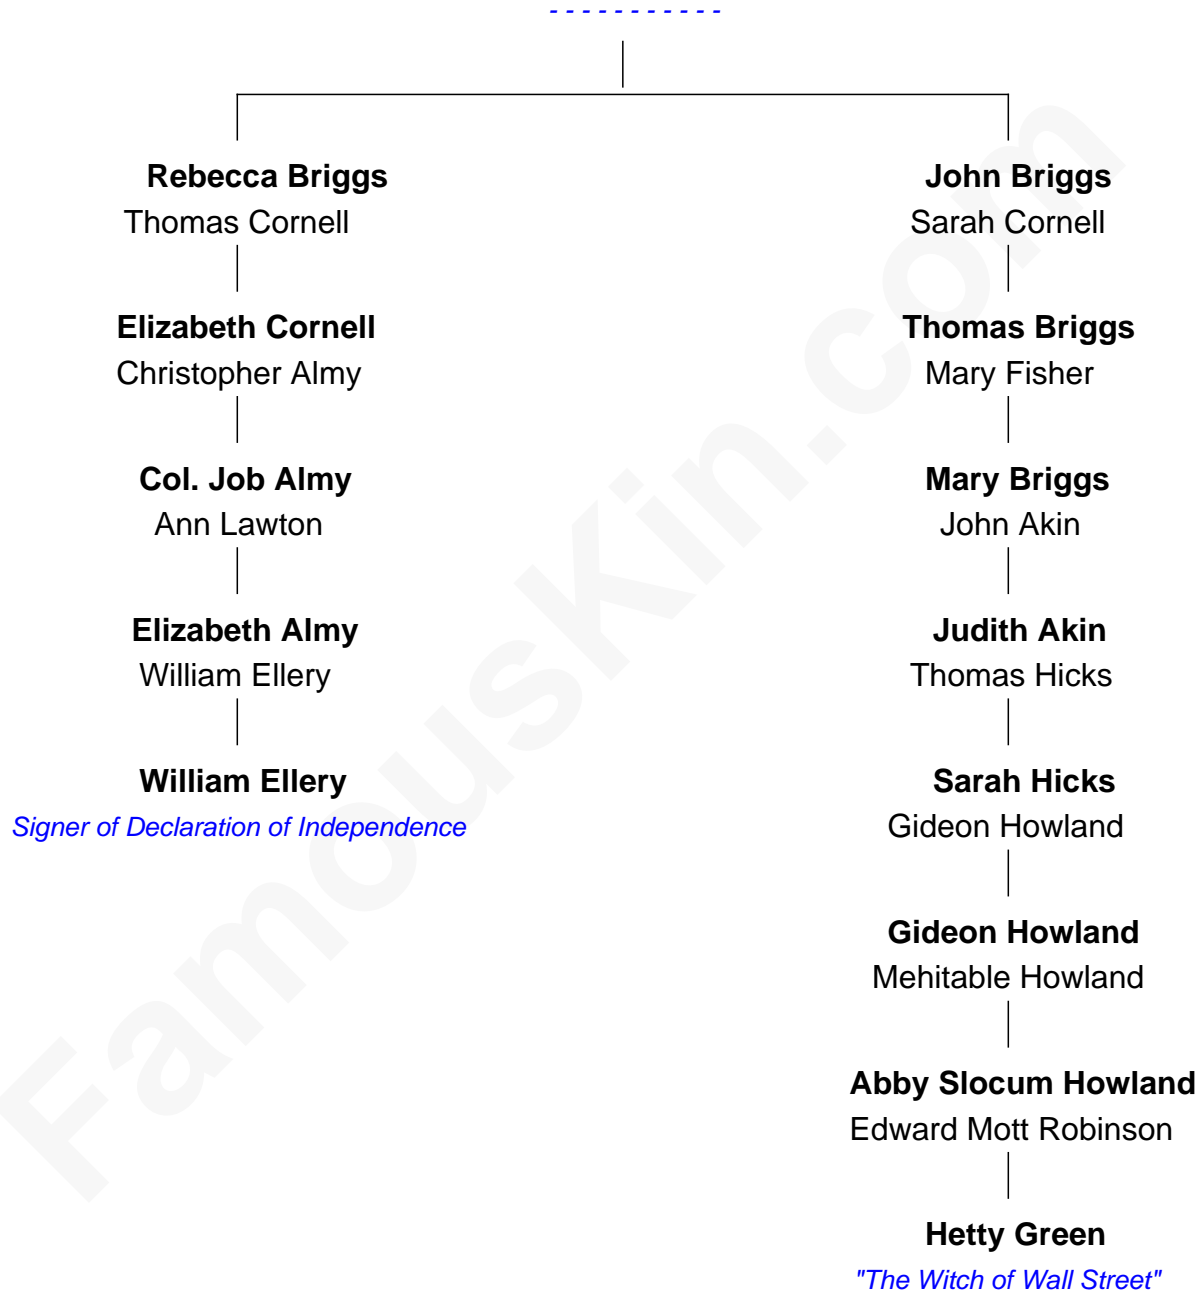 - - - - - - - - - - -
Rebecca Briggs
Thomas Cornell
Elizabeth Cornell
Christopher Almy
Col. Job Almy
Ann Lawton
Elizabeth Almy
William Ellery
William Ellery
Signer of Declaration of Independence
John Briggs
Sarah Cornell
Thomas Briggs
Mary Fisher
Mary Briggs
John Akin
Judith Akin
Thomas Hicks
Sarah Hicks
Gideon Howland
Gideon Howland
Mehitable Howland
Abby Slocum Howland
Edward Mott Robinson
Hetty Green
"The Witch of Wall Street"
FamousKin.com